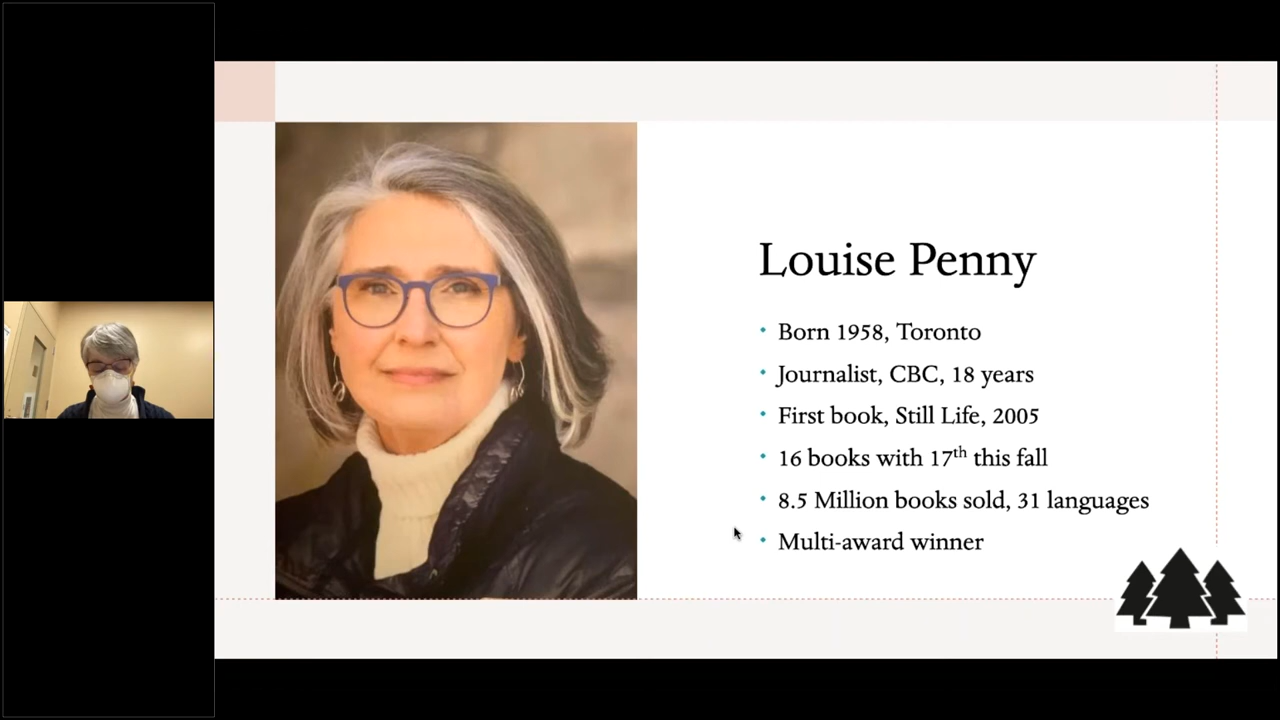 Louise Penny
• Born 1958, Toronto
• Journalist, CBC, 18 years
• First book, Still Life, 2005
• 16 books with 17th this fall
• 8.5 Million books sold, 31 languages
• Multi-award winner